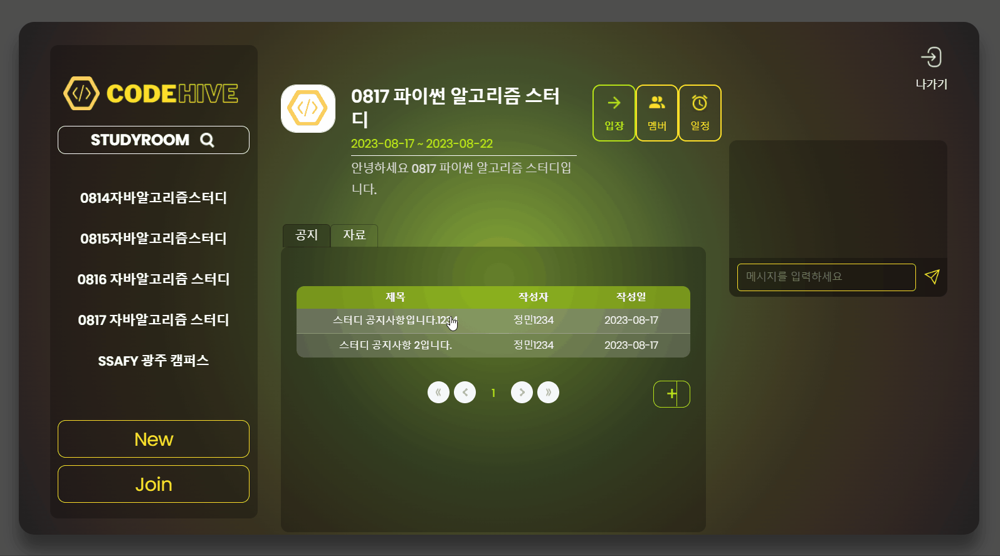 CODEHIVE
STUDYROOM
0814자바알고리즘스터디
0815자바알고리즘스터디
0816 자바알고리즘 스터디
0817 자바알고리즘 스터디
SSAFY 광주 캠퍼스
New
Join
0817 파이썬 알고리즘 스터
디
2023-08-17 ~ 2023-08-22
안녕하세요 0817 파이썬 알고리즘 스터디입
니다.
입장 멤버 일정
나가기
공지 자료
제목 작성자 작성일
스터디 공지사항입니다.1234 정민1234 2023-08-17
스터디 공지사항 2입니다. 정민1234 2023-08-17
« < 1 > »
+
메시지를 입력하세요